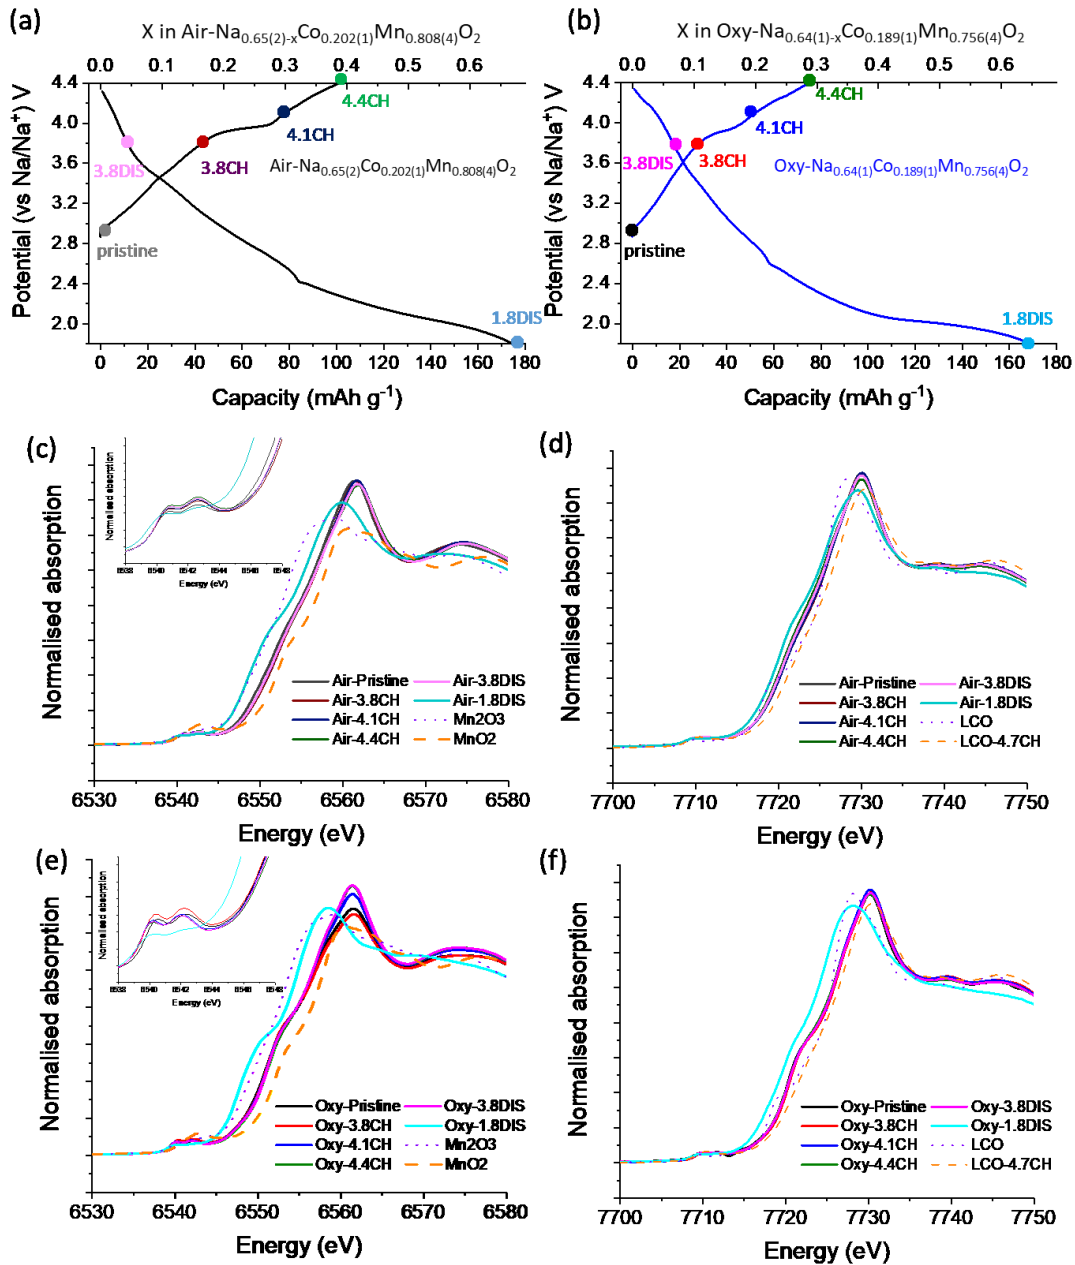 (a)
X in Air-Na0.65(2)-xCo0.202(1)Mn0.808(4)O2
0.0 0.1 0.2 0.3 0.4 0.5 0.6
4.4
4.0
3.6
3.2
2.8
2.4
2.0
Potential (vs Na/Na+) V
4.4CH
4.1CH
3.8CH
3.8DIS
Air-Na0.65(2)Co0.202(1)Mn0.808(4)O2
pristine
1.8DIS
0 20 40 60 80 100 120 140 160 180
Capacity (mAh g-1)
(b)
X in Oxy-Na0.64(1)-xCo0.189(1)Mn0.756(4)O2
0.0 0.1 0.2 0.3 0.4 0.5 0.6
4.4
4.0
3.6
3.2
2.8
2.4
2.0
Potential (vs Na/Na+) V
4.4CH
4.1CH
3.8CH
3.8DIS
Oxy-Na0.64(1)Co0.189(1)Mn0.756(4)O2
pristine
1.8DIS
0 20 40 60 80 100 120 140 160 180
Capacity (mAh g-1)
(c)
Normalised absorption
6538 6540 6542 6544 6546 6548
Energy (eV)
Normalised absorption
Air-Pristine Air-3.8DIS
Air-3.8CH Air-1.8DIS
Air-4.1CH Mn2O3
Air-4.4CH MnO2
6530 6540 6550 6560 6570 6580
Energy (eV)
(d)
Normalised absorption
Air-Pristine Air-3.8DIS
Air-3.8CH Air-1.8DIS
Air-4.1CH LCO
Air-4.4CH LCO-4.7CH
7700 7710 7720 7730 7740 7750
Energy (eV)
(e)
Normalised absorption
6538 6540 6542 6544 6546 6548
Energy (eV)
Normalised absorption
Oxy-Pristine Oxy-3.8DIS
Oxy-3.8CH Oxy-1.8DIS
Oxy-4.1CH Mn2O3
Oxy-4.4CH MnO2
6530 6540 6550 6560 6570 6580
Energy (eV)
(f)
Normalised absorption
Oxy-Pristine Oxy-3.8DIS
Oxy-3.8CH Oxy-1.8DIS
Oxy-4.1CH LCO
Oxy-4.4CH LCO-4.7CH
7700 7710 7720 7730 7740 7750
Energy (eV)